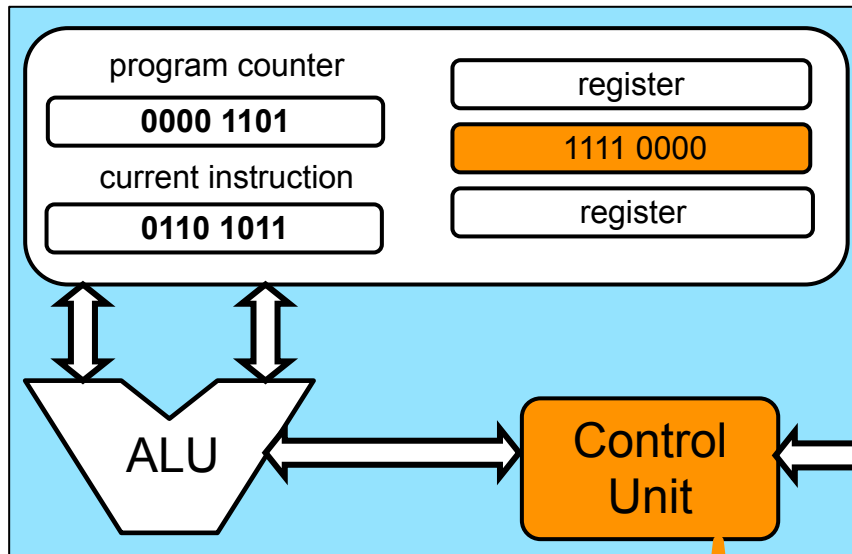 program counter
0000 1101
current instruction
0110 1011
register
1111 0000
register
ALU
Control
Unit